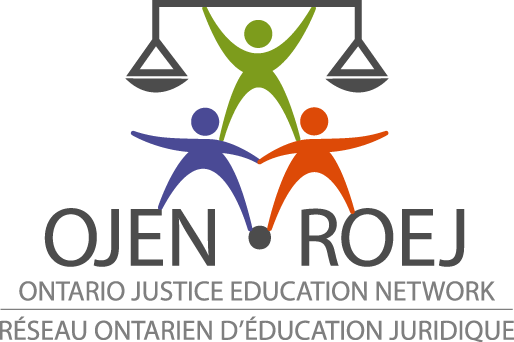 OJEN • ROEJ
ONTARIO JUSTICE EDUCATION NETWORK
RÉSEAU ONTARIEN D'ÉDUCATION JURIDIQUE